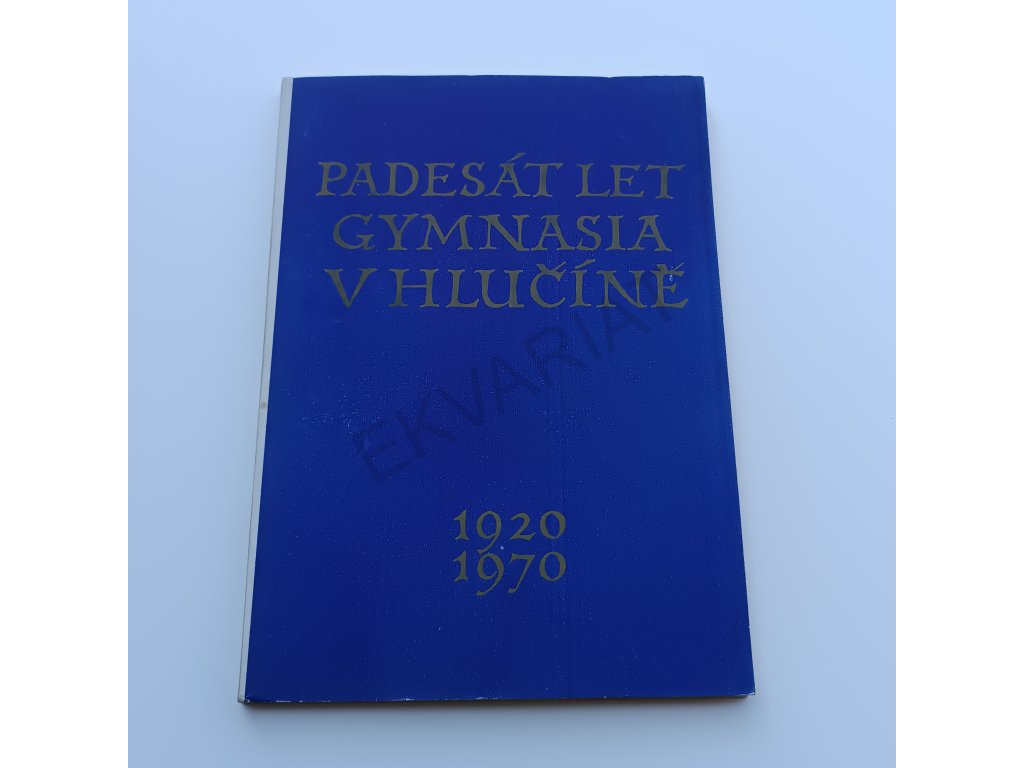 PADESÁT LET
GYMNASIA
V HLUČÍNĚ
EKVARIAT
1920
1970